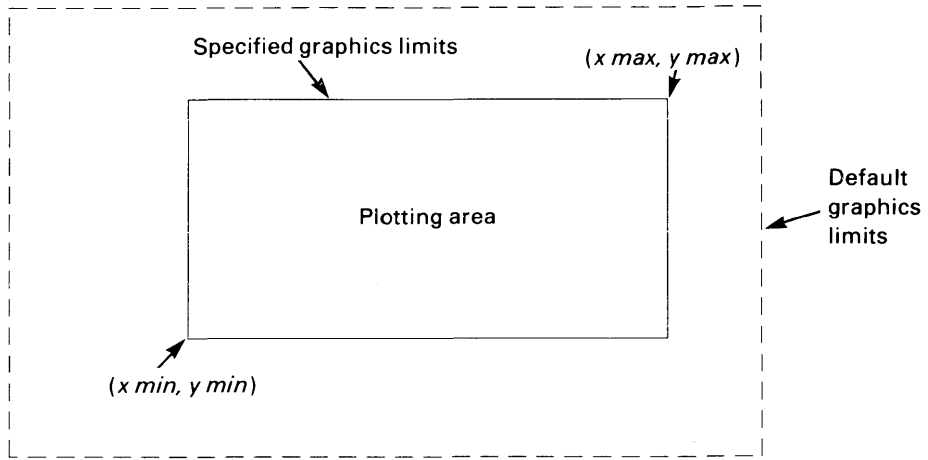 Specified graphics limits
(x max, y max)
Default
graphics
limits
Plotting area
(x min, y min)